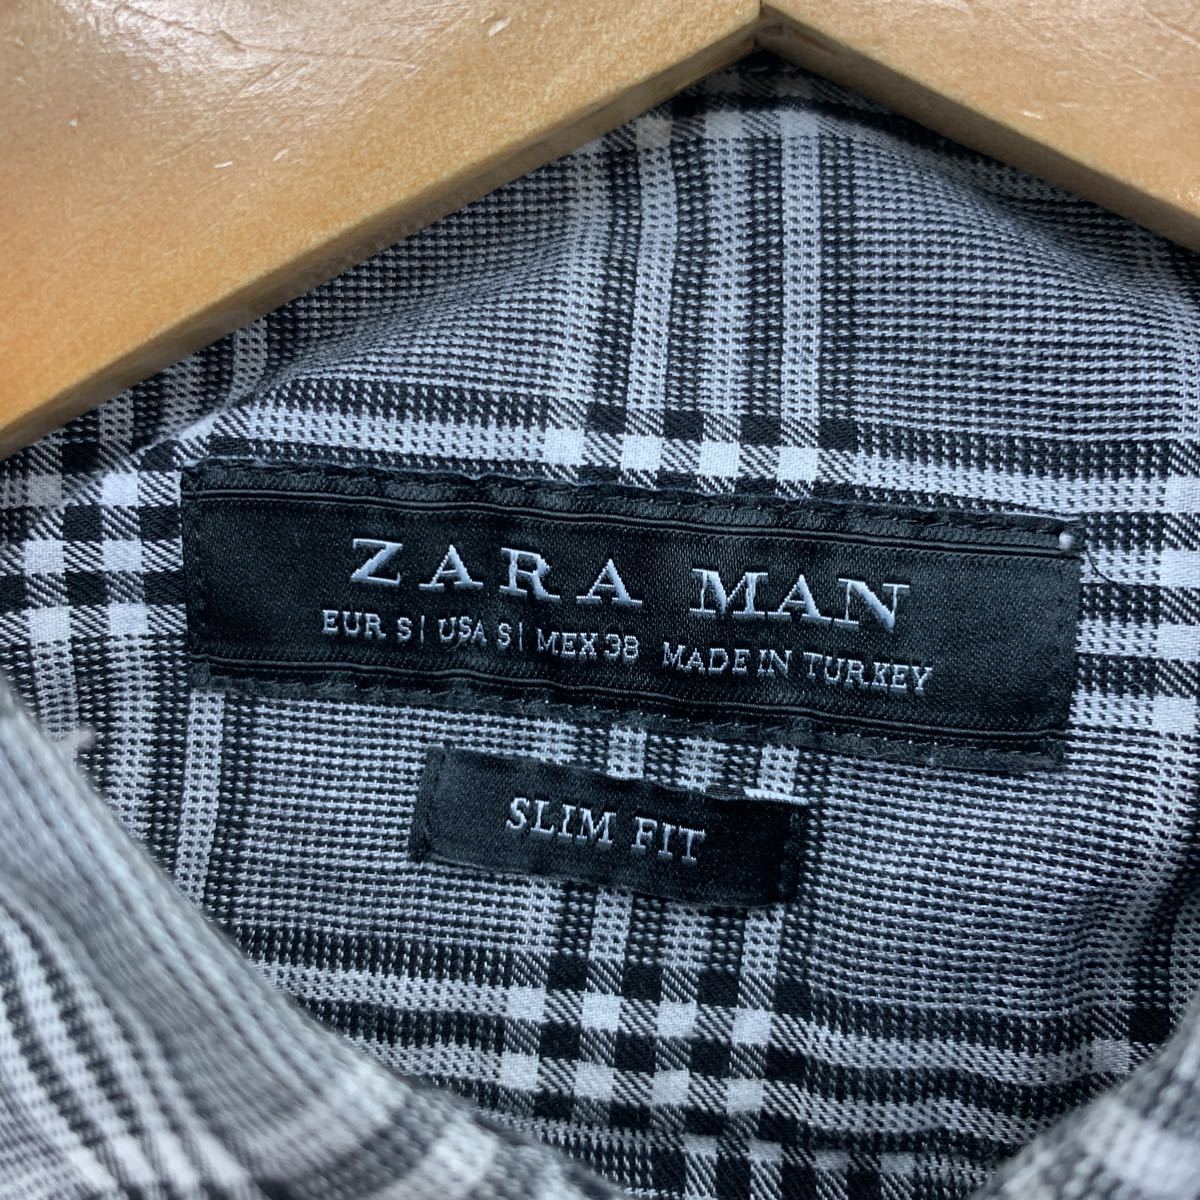 ZARA MAN
EUR S| USA S| MEX 38 MADE IN TURKEY
SLIM FIT